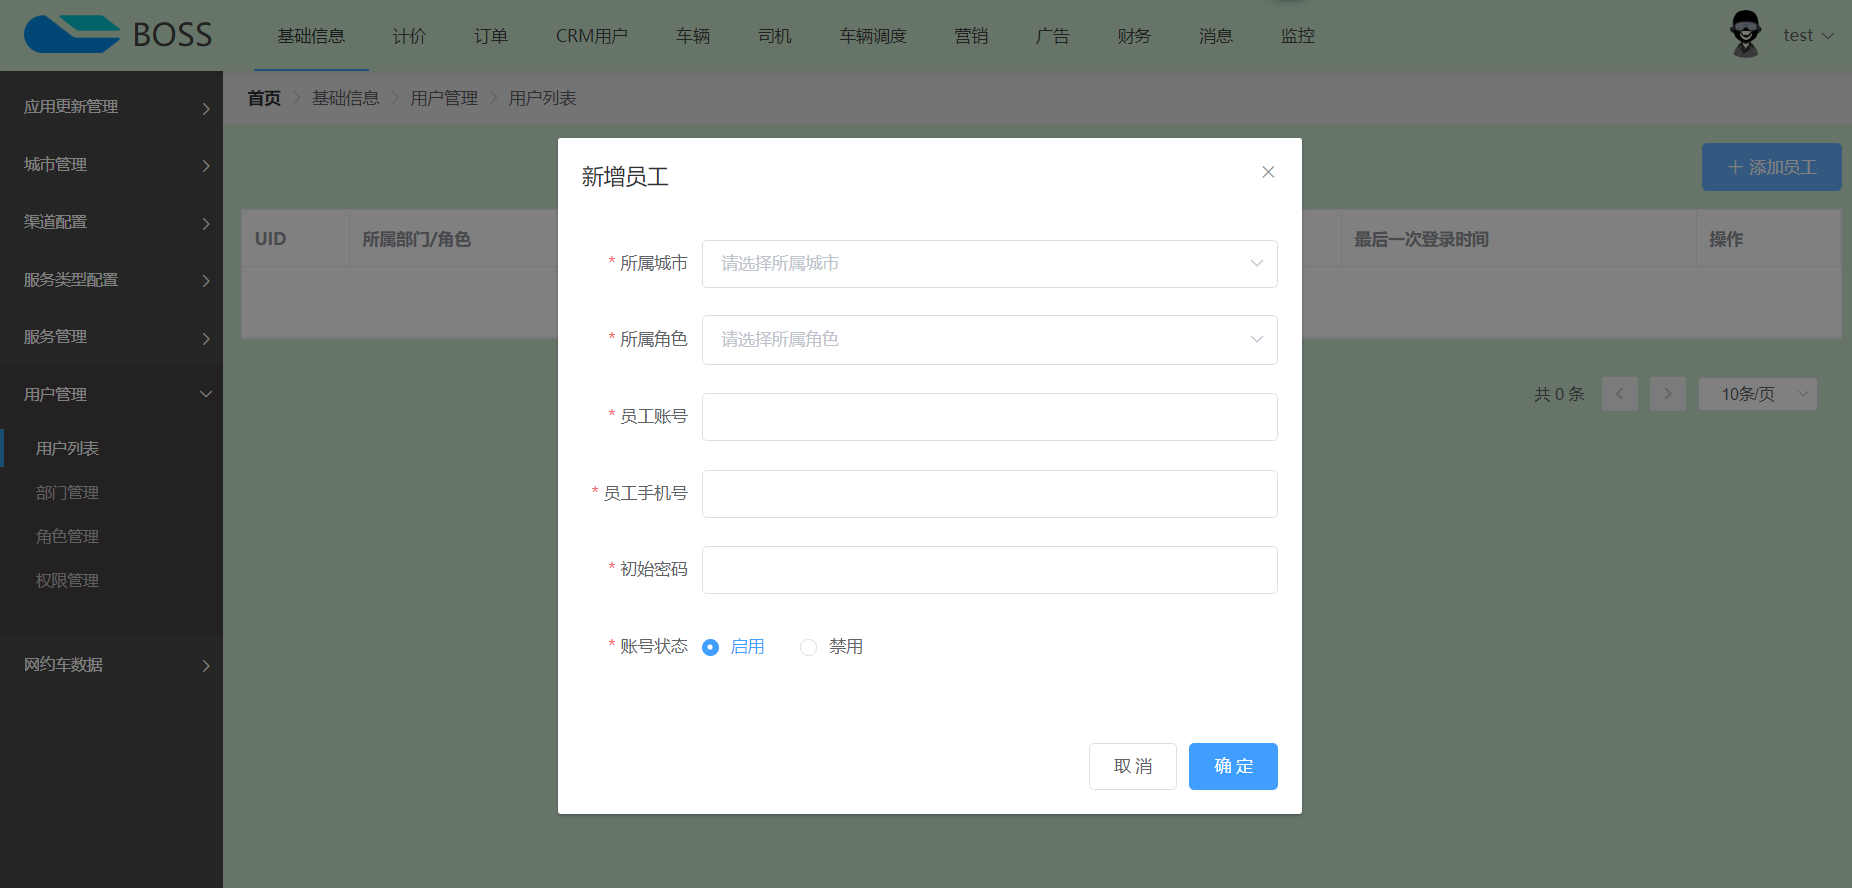 BOSS
基础信息 计价 订单 CRM用户 车辆 司机 车辆调度 营销 广告 财务 消息 监控
test
首页 基础信息 用户管理 用户列表
应用更新管理
城市管理
渠道配置
服务类型配置
服务管理
用户管理
用户列表
部门管理
角色管理
权限管理
网约车数据
添加员工
UID 所属部门/角色 最后一次登录时间 操作
共 0 条 10条/页
新增员工
* 所属城市 请选择所属城市
* 所属角色 请选择所属角色
* 员工账号
* 员工手机号
* 初始密码
* 账号状态 启用 禁用
取 消 确 定